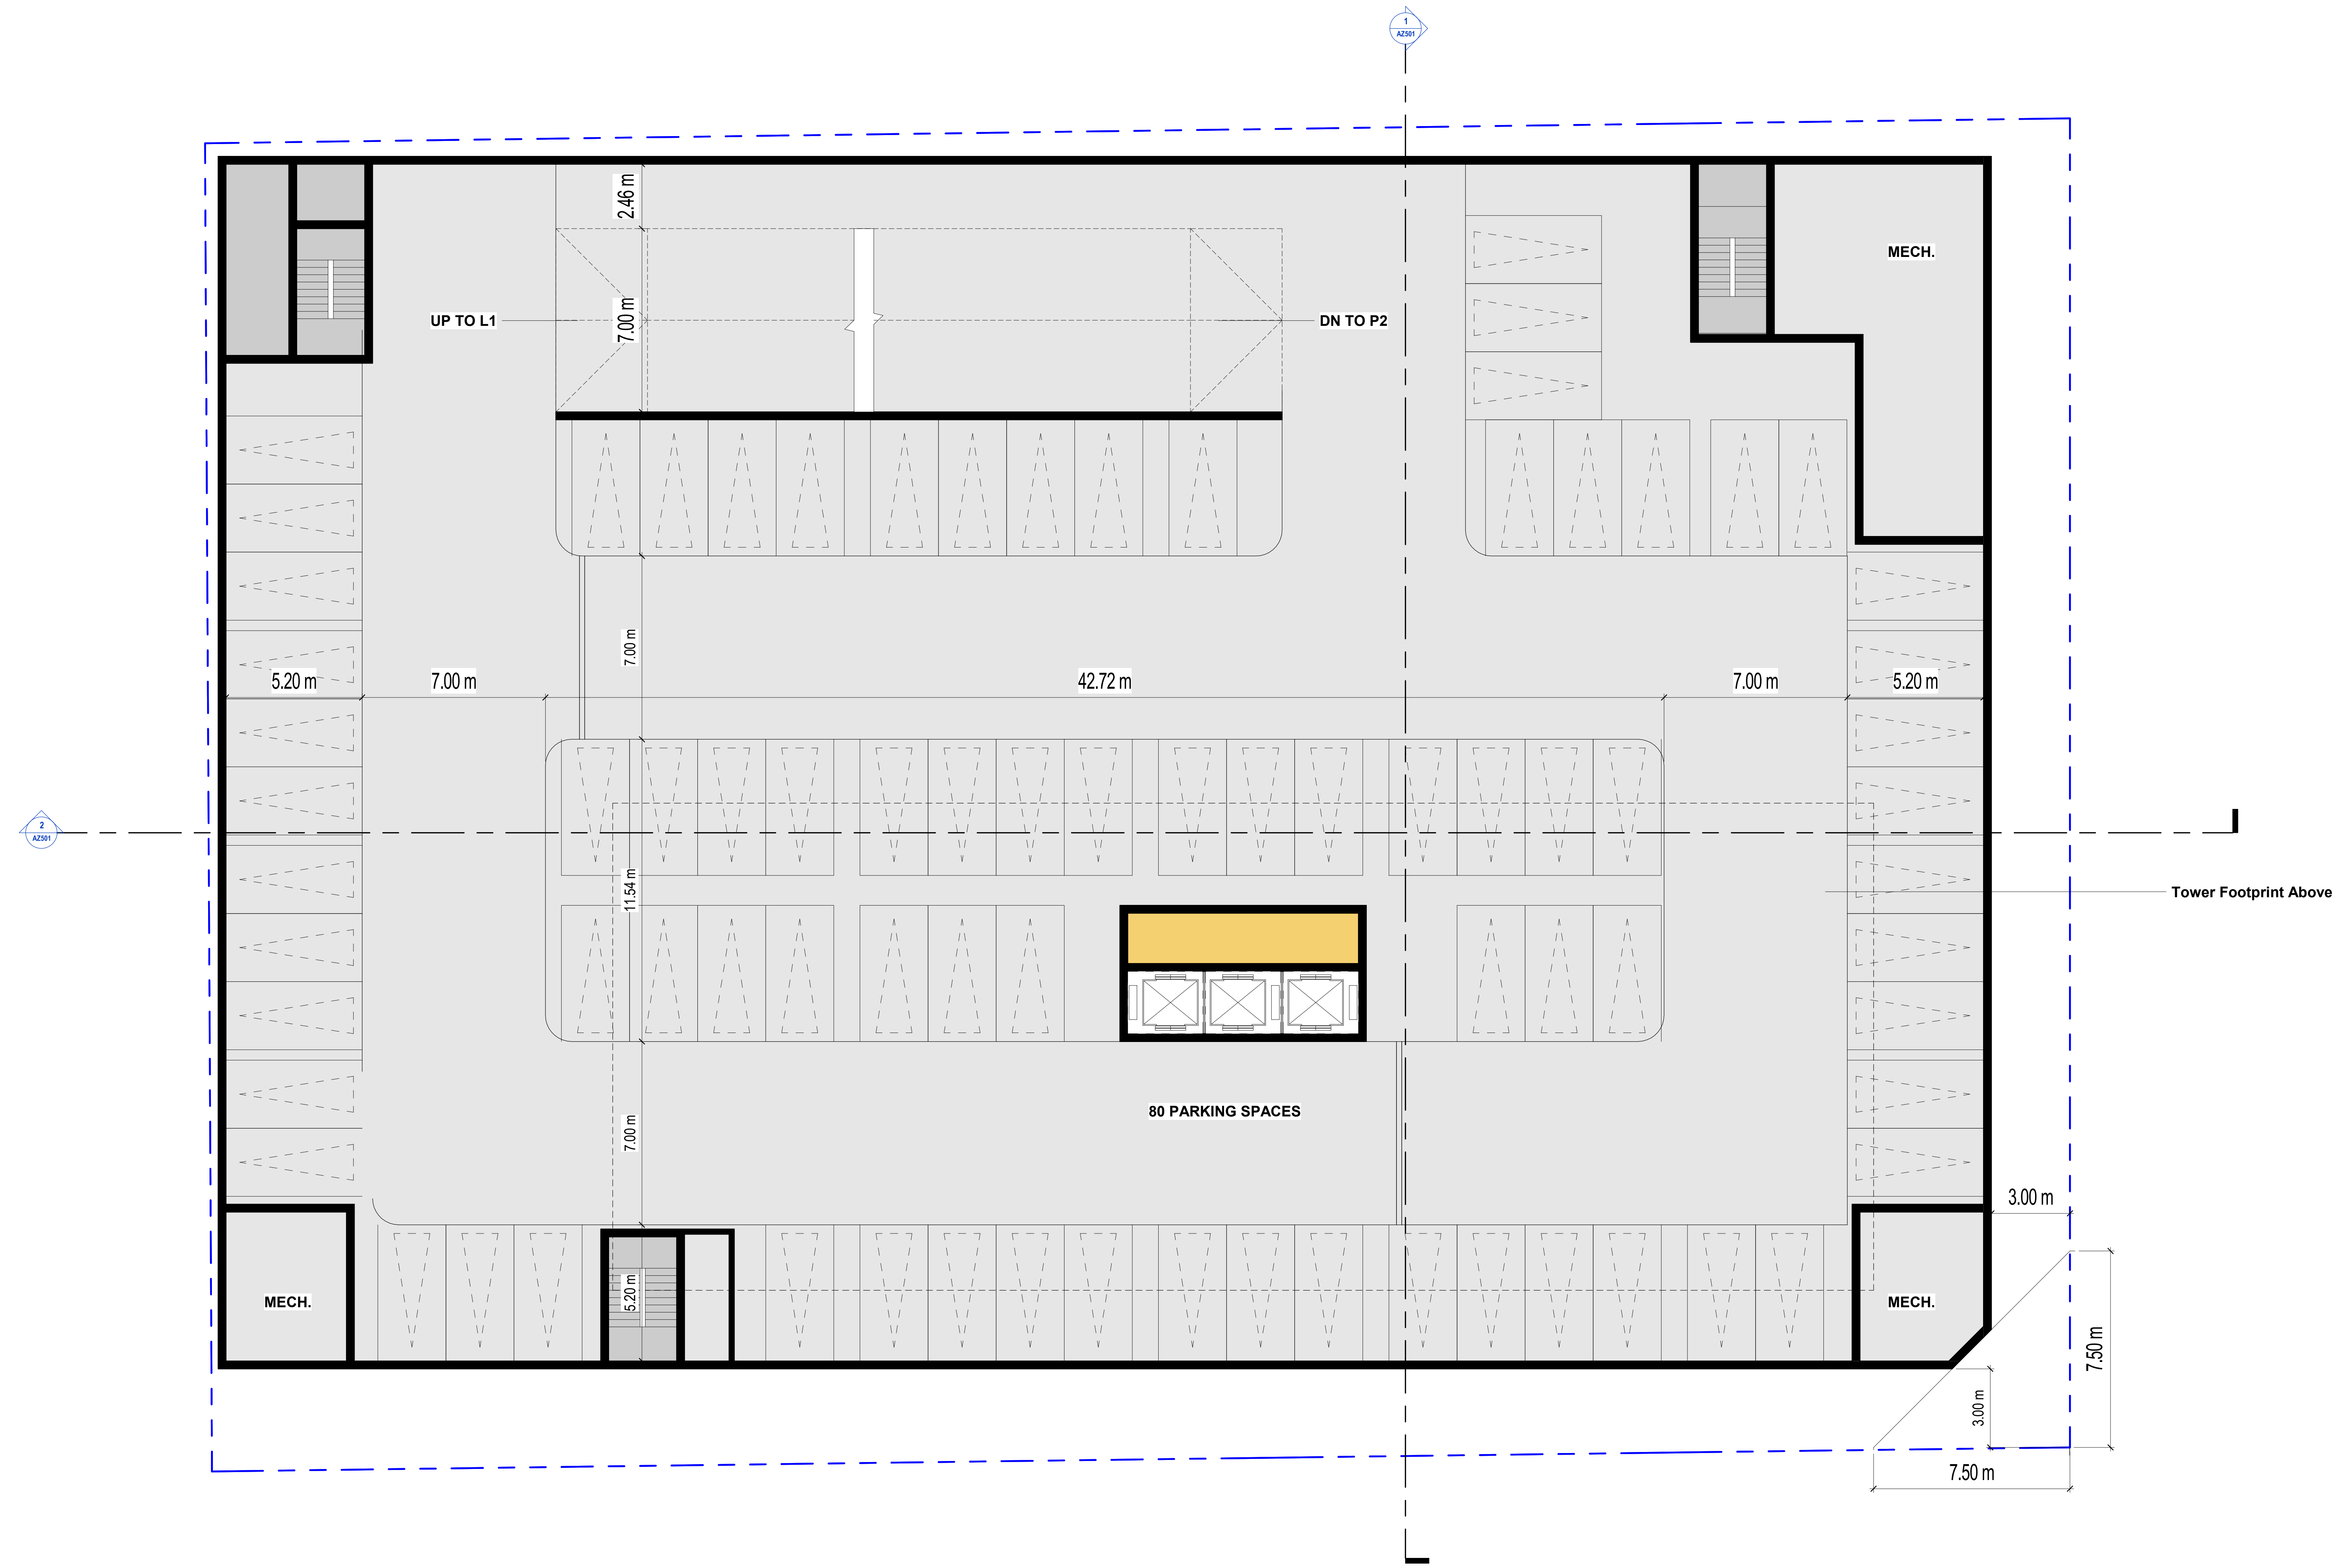 1
AZ501
2.46 m
MECH.
UP TO L1
7.00 m
DN TO P2
7.00 m
5.20 m
7.00 m
42.72 m
7.00 m
5.20 m
2
AZ501
11.54 m
Tower Footprint Above
80 PARKING SPACES
7.00 m
3.00 m
5.20 m
MECH.
MECH.
7.50 m
3.00 m
7.50 m